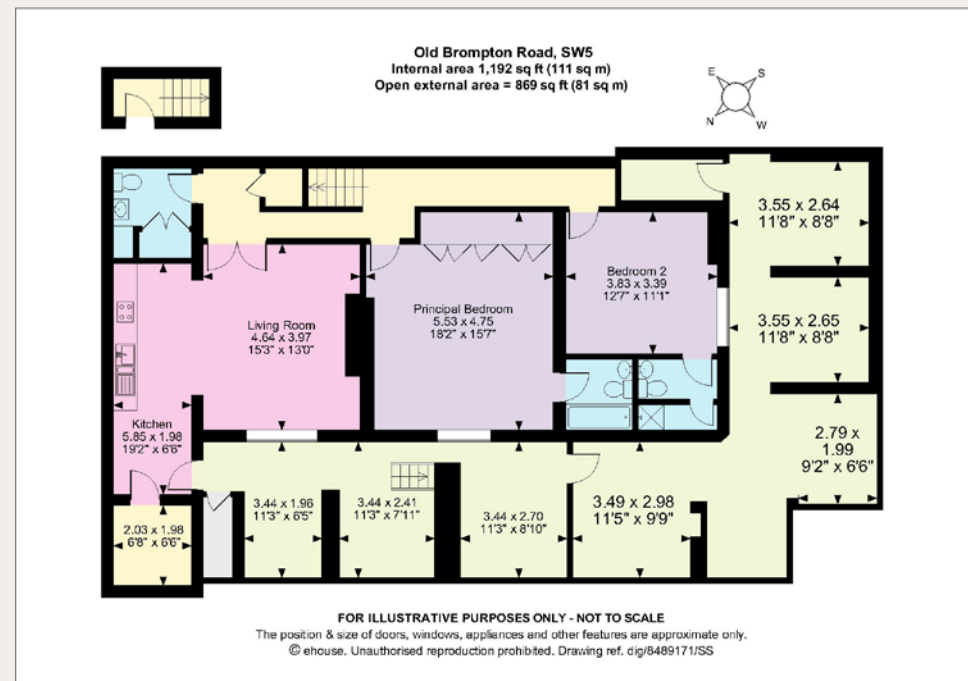 Old Brompton Road, SW5
Internal area 1,192 sq ft (111 sq m)
Open external area = 869 sq ft (81 sq m)
E
S
N
W
3.55 x 2.64
11'8" x 8'8"
Bedroom 2
3.83 x 3.39
12'7" x 11'1"
Principal Bedroom
5.53 x 4.75
18'2" x 15'7"
Living Room
4.64 x 3.97
15'3" x 13'0"
3.55 x 2.65
11'8" x 8'8"
Kitchen
5.85 x 1.98
19'2" x 6'6"
2.79 x
1.99
9'2" x 6'6"
3.44 x 1.96
11'3" x 6'5"
3.44 x 2.41
11'3" x 7'11"
3.44 x 2.70
11'3" x 8'10"
3.49 x 2.98
11'5" x 9'9"
2.03 x 1.98
6'8" x 6'6"
FOR ILLUSTRATIVE PURPOSES ONLY - NOT TO SCALE
The position & size of doors, windows, appliances and other features are approximate only.
© ehouse. Unauthorised reproduction prohibited. Drawing ref. dig/8489171/SS